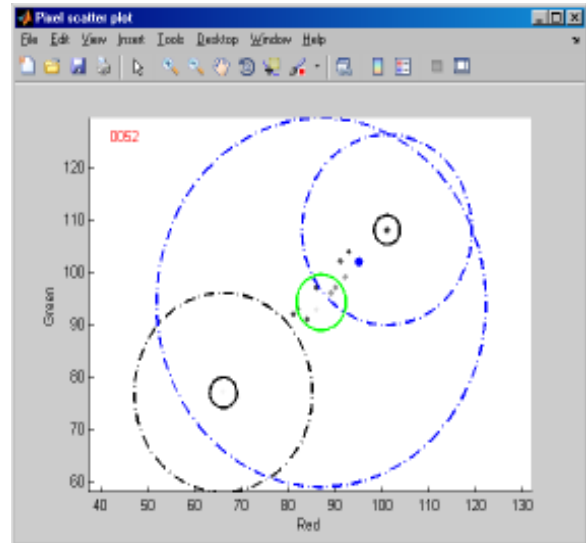 Pixel scatter plot
File Edit View Insert Tools Desktop Window Help
0052
120
110
100
90
80
70
60
Green
40 50 60 70 80 90 100 110 120 130
Red